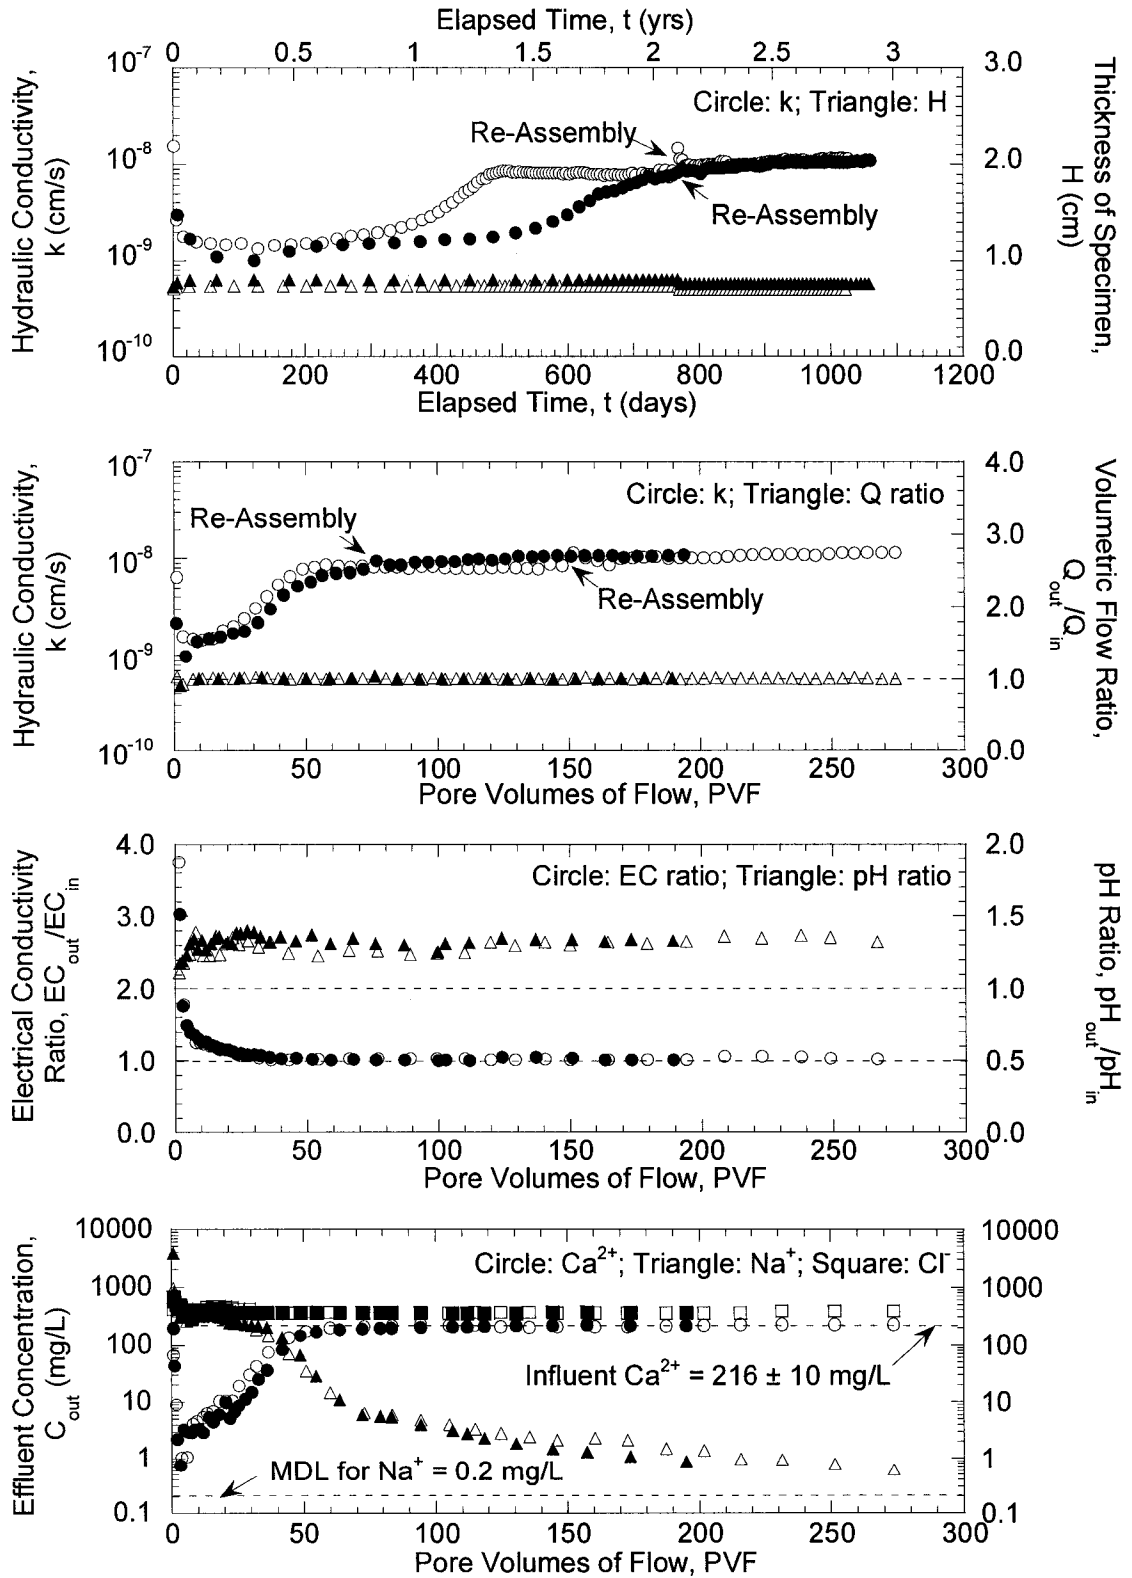 Elapsed Time, t (yrs)
0 0.5 1 1.5 2 2.5 3
10-7 3.0
Circle: k; Triangle: H
Re-Assembly
10-8 2.0
Re-Assembly
10-9 1.0
10-10 0.0
Hydraulic Conductivity,
k (cm/s)
Thickness of Specimen,
H (cm)
0 200 400 600 800 1000 1200
Elapsed Time, t (days)
10-7 4.0
Circle: k; Triangle: Q ratio
Re-Assembly
3.0
10-8
Re-Assembly
2.0
10-9
1.0
10-10 0.0
Hydraulic Conductivity,
k (cm/s)
Volumetric Flow Ratio,
Qout/Qin
0 50 100 150 200 250 300
Pore Volumes of Flow, PVF
4.0 2.0
Circle: EC ratio; Triangle: pH ratio
3.0 1.5
2.0 1.0
1.0 0.5
0.0 0.0
Electrical Conductivity
Ratio, ECout/ECin
pH Ratio, pHout/pHin
0 50 100 150 200 250 300
Pore Volumes of Flow, PVF
10000 10000
Circle: Ca2+; Triangle: Na+; Square: Cl-
1000 1000
100 100
Influent Ca2+ = 216 ± 10 mg/L
10 10
1 1
MDL for Na+ = 0.2 mg/L
0.1 0.1
Effluent Concentration,
Cout (mg/L)
0 50 100 150 200 250 300
Pore Volumes of Flow, PVF